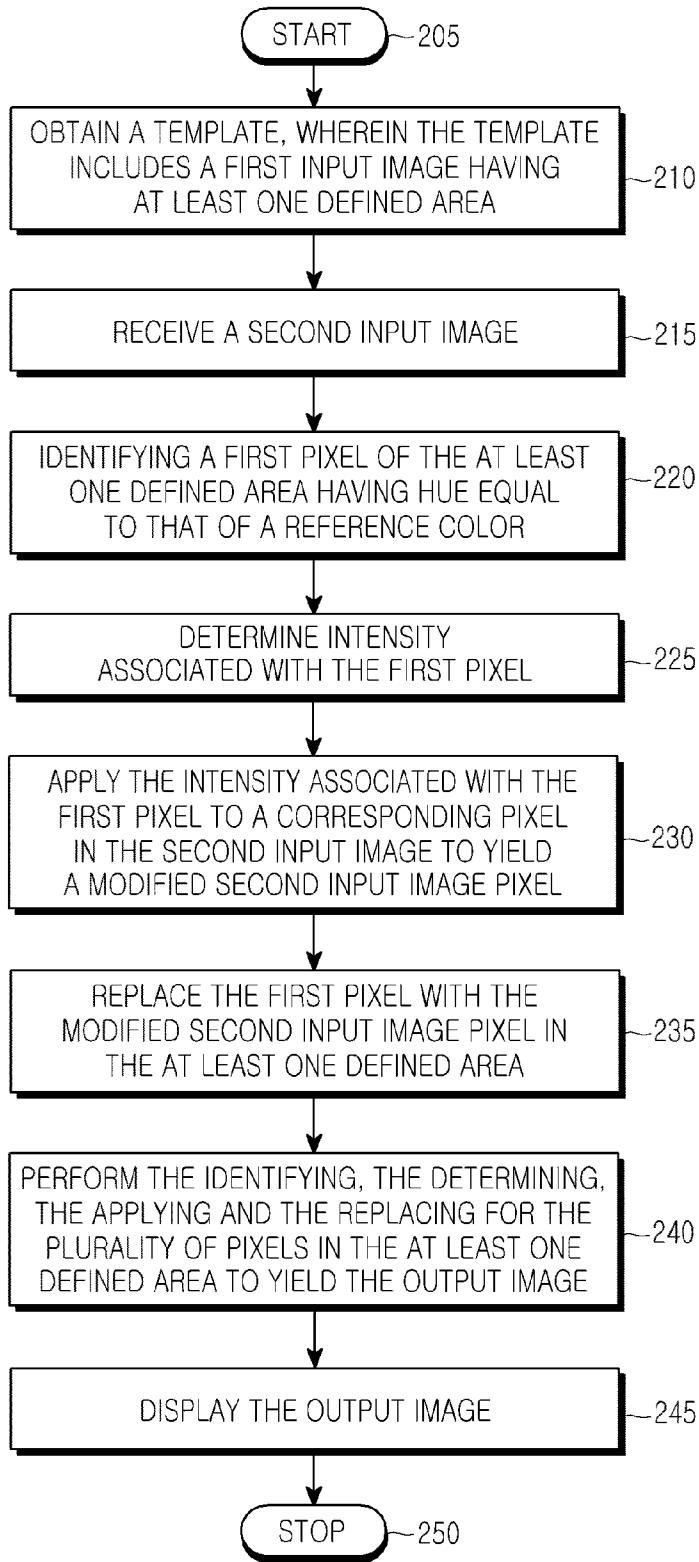 START
205
OBTAIN A TEMPLATE, WHEREIN THE TEMPLATE
INCLUDES A FIRST INPUT IMAGE HAVING
AT LEAST ONE DEFINED AREA
210
RECEIVE A SECOND INPUT IMAGE
215
IDENTIFYING A FIRST PIXEL OF THE AT LEAST
ONE DEFINED AREA HAVING HUE EQUAL
TO THAT OF A REFERENCE COLOR
220
DETERMINE INTENSITY
ASSOCIATED WITH THE FIRST PIXEL
225
APPLY THE INTENSITY ASSOCIATED WITH THE
FIRST PIXEL TO A CORRESPONDING PIXEL
IN THE SECOND INPUT IMAGE TO YIELD
A MODIFIED SECOND INPUT IMAGE PIXEL
230
REPLACE THE FIRST PIXEL WITH THE
MODIFIED SECOND INPUT IMAGE PIXEL IN
THE AT LEAST ONE DEFINED AREA
235
PERFORM THE IDENTIFYING, THE DETERMINING,
THE APPLYING AND THE REPLACING FOR THE
PLURALITY OF PIXELS IN THE AT LEAST ONE
DEFINED AREA TO YIELD THE OUTPUT IMAGE
240
DISPLAY THE OUTPUT IMAGE
245
STOP
250